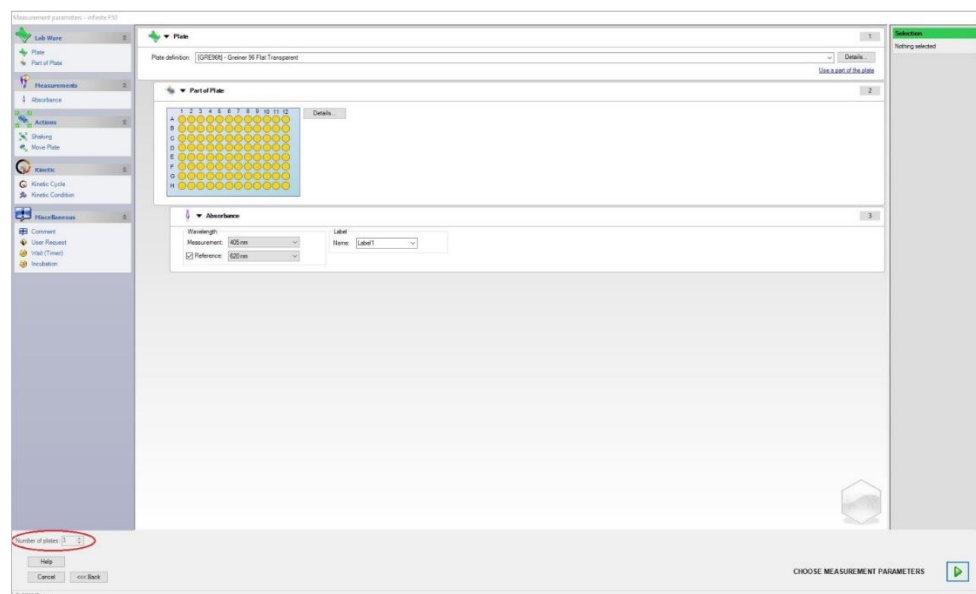 Measurement parameters - infinite F50
Lab Ware
Plate
Part of Plate
Measurements
Absorbance
Actions
Shaking
Move Plate
Kinetic
Kinetic Cycle
Kinetic Condition
Miscellaneous
Comment
User Request
Wait (Timer)
Incubation
Plate 1
Plate definition: [GRE96ft] - Greiner 96 Flat Transparent Details...
Use a part of the plate
Part of Plate 2
1 2 3 4 5 6 7 8 9 10 11 12
A
B
C
D
E
F
G
H
Details...
Absorbance 3
Wavelength
Measurement: 405 nm
Reference: 620 nm
Label
Name: Label1
Selection
Nothing selected
Number of plates: 3
Help
Cancel <<< Back
CHOOSE MEASUREMENT PARAMETERS